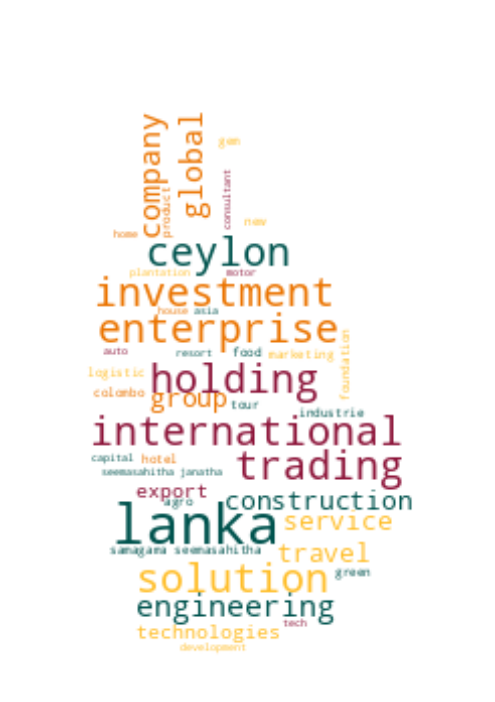 company
global
gem
product
consultant
new
home
ceylon
plantation motor
investment
house asia
enterprise
auto resort food marketing
foundation
logistic
holding
colombo group tour
industrie
international
capital hotel trading
seemasahitha janatha
export
agro construction
lanka service
samagama seemasahitha travel
solution green
engineering
technologies tech
development